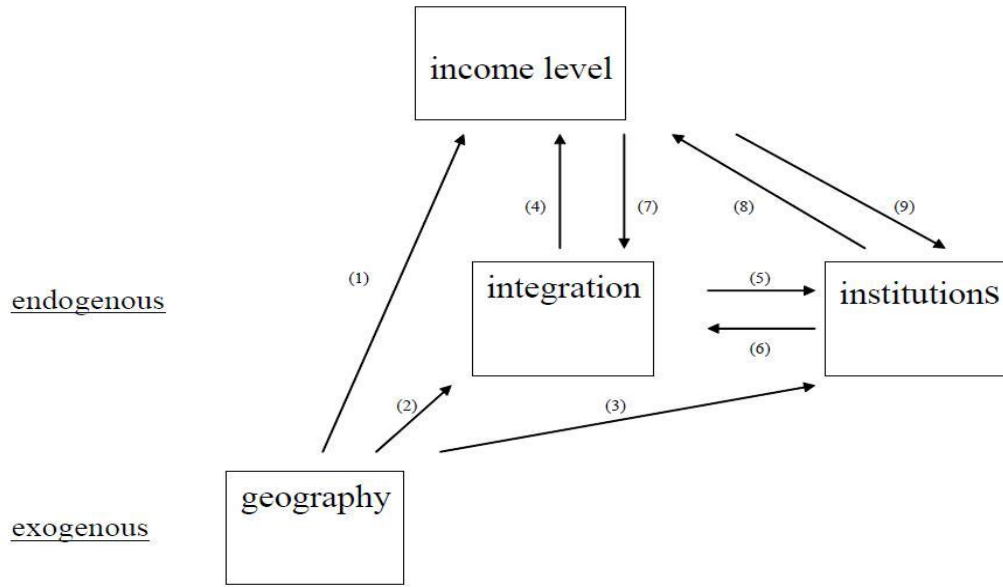 income level
(4)
(7)
(8)
(9)
(1)
endogenous
integration
(5)
institutions
(6)
(2)
(3)
geography
exogenous